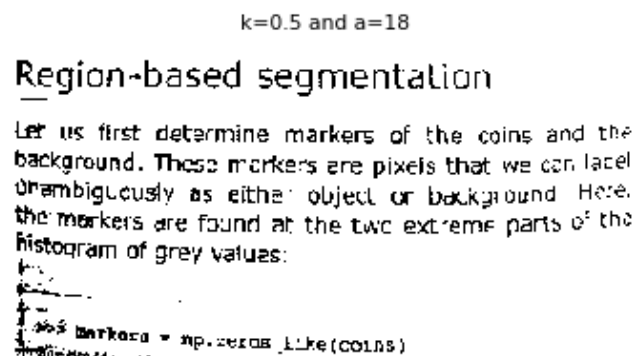 k=0.5 and a=18
Region-based segmentation
Let us first determine markers of the coins and the
background. These markers are pixels that we can label
unambiguously as either object or background. Here,
the markers are found at the two extreme parts of the
histogram of grey values:
markers = np.zeros_like(coins)